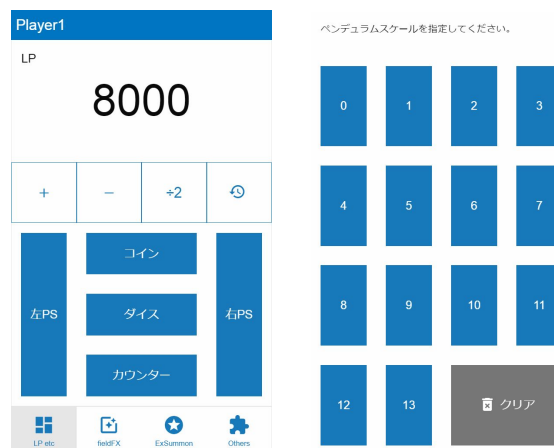 Player1
LP
8000
+ － ÷2
左PS
コイン
ダイス
カウンター
右PS
LP etc fieldFX ExSummon Others
ペンデュラムスケールを指定してください。
0 1 2 3
4 5 6 7
8 9 10 11
12 13 クリア